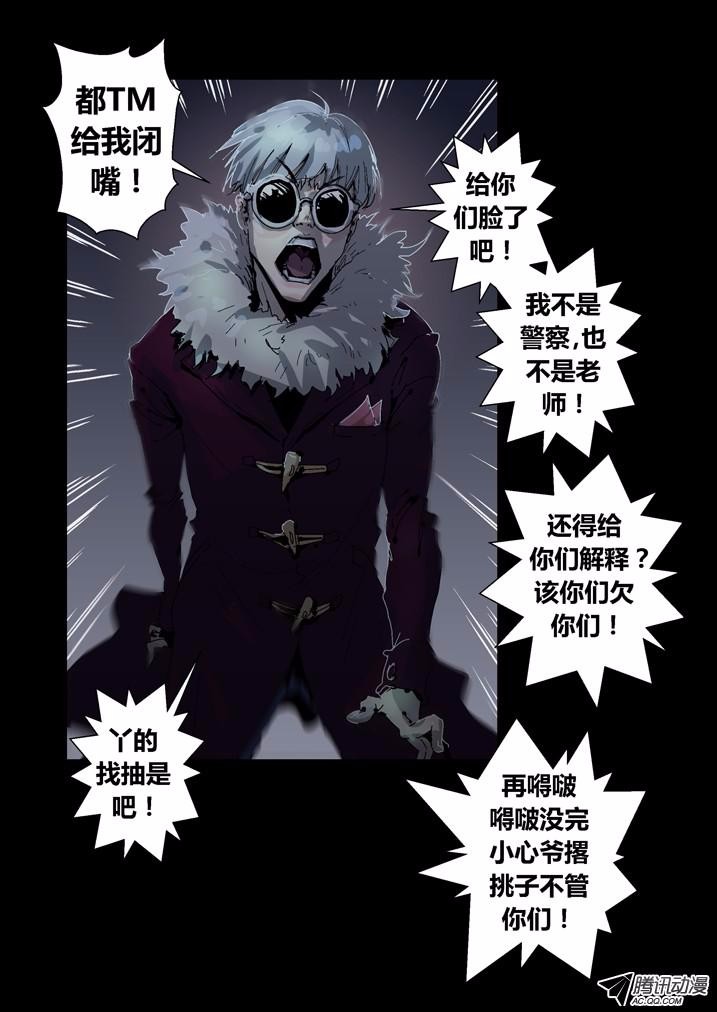 都TM
给我闭
嘴！
给你
们脸了
吧！
我不是
警察,也
不是老
师！
还得给
你们解释？
该你们欠
你们！
丫的
找抽是
吧！
再嘚啵
嘚啵没完
小心爷撂
挑子不管
你们！
腾讯动漫
AC.QQ.COM